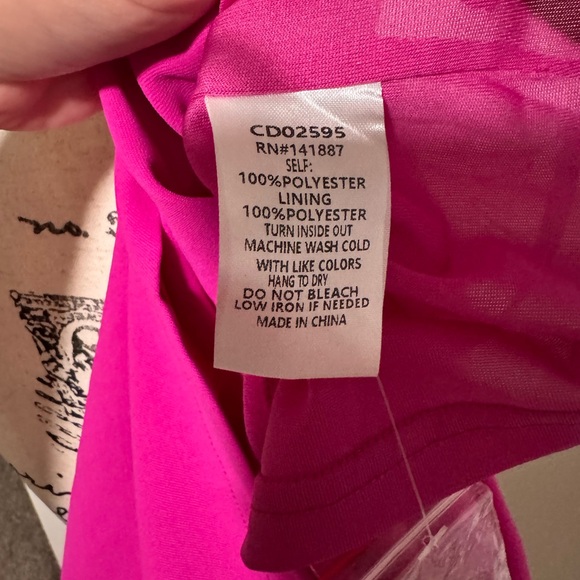 CD02595
RN#141887
SELF:
100%POLYESTER
LINING
100%POLYESTER
TURN INSIDE OUT
MACHINE WASH COLD
WITH LIKE COLORS
HANG TO DRY
DO NOT BLEACH
LOW IRON IF NEEDED
MADE IN CHINA
no.